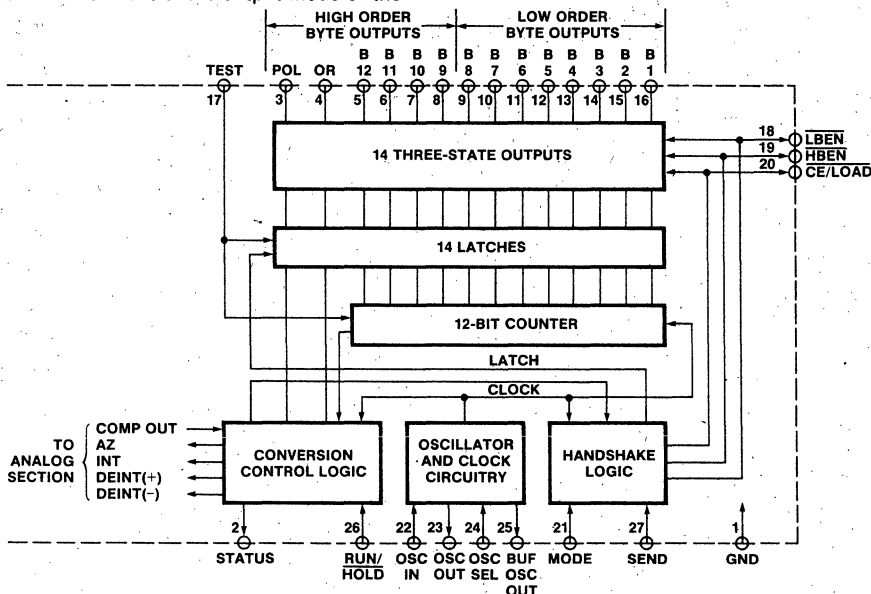 HIGH ORDER
BYTE OUTPUTS
LOW ORDER
BYTE OUTPUTS
B B B B B B B B B B B B
TEST POL OR 12 11 10 9 8 7 6 5 4 3 2 1
17 3 4 5 6 7 8 9 10 11 12 13 14 15 16
14 THREE-STATE OUTPUTS
18 LBEN
19 HBEN
20 CE/LOAD
14 LATCHES
12-BIT COUNTER
LATCH
CLOCK
TO
ANALOG
SECTION
COMP OUT
AZ
INT
DEINT(+)
DEINT(-)
CONVERSION
CONTROL LOGIC
OSCILLATOR
AND CLOCK
CIRCUITRY
HANDSHAKE
LOGIC
2 26 22 23 24 25 21 27 1
STATUS
RUN/
HOLD
OSC
IN
OSC
OUT
OSC
SEL
BUF
OSC
OUT
MODE
SEND
GND